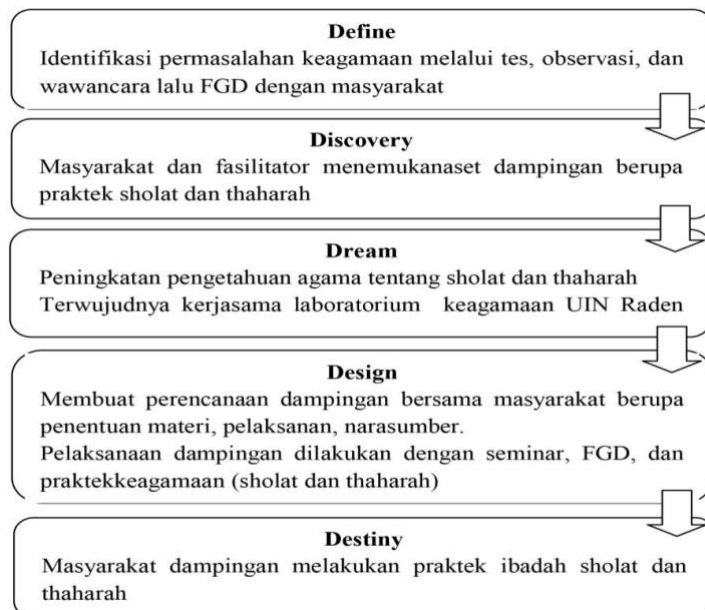 Define
Identifikasi permasalahan keagamaan melalui tes, observasi, dan
wawancara lalu FGD dengan masyarakat
Discovery
Masyarakat dan fasilitator menemukanaset dampingan berupa
praktek sholat dan thaharah
Dream
Peningkatan pengetahuan agama tentang sholat dan thaharah
Terwujudnya kerjasama laboratorium keagamaan UIN Raden
Design
Membuat perencanaan dampingan bersama masyarakat berupa
penentuan materi, pelaksanan, narasumber.
Pelaksanaan dampingan dilakukan dengan seminar, FGD, dan
praktekkeagamaan (sholat dan thaharah)
Destiny
Masyarakat dampingan melakukan praktek ibadah sholat dan
thaharah